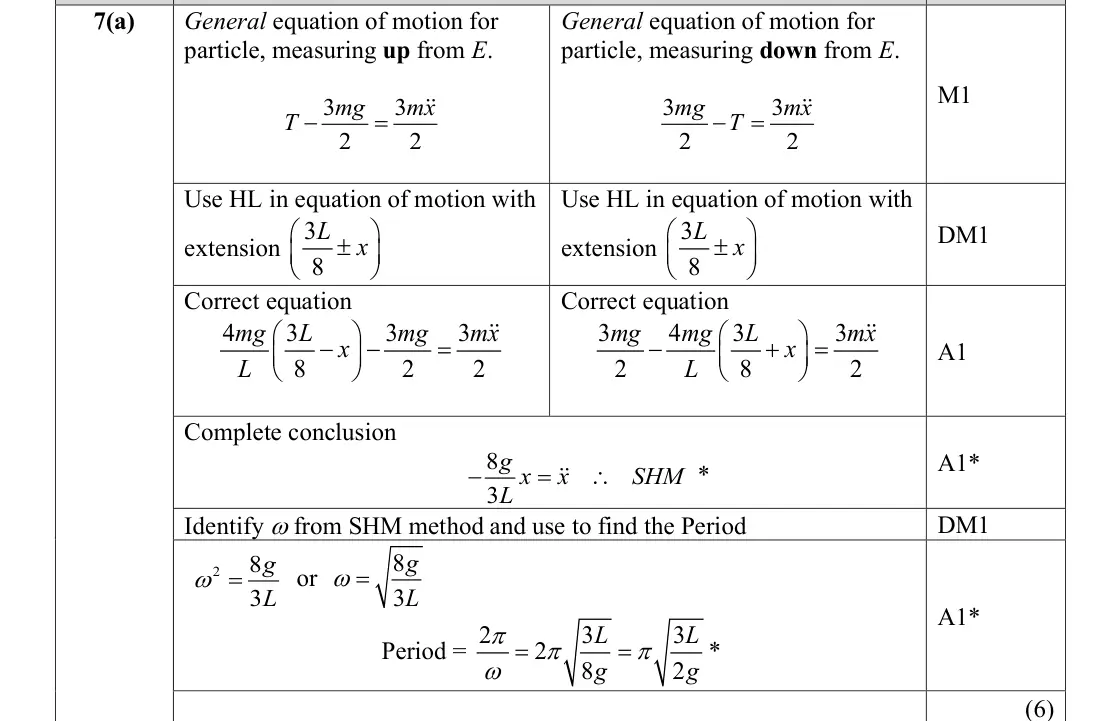 7(a)
General equation of motion for particle, measuring up from E.
T − 3mg/2 = 3mẍ/2
General equation of motion for particle, measuring down from E.
3mg/2 − T = 3mẍ/2
M1
Use HL in equation of motion with extension (3L/8 ± x)
Use HL in equation of motion with extension (3L/8 ± x)
DM1
Correct equation
4mg/L (3L/8 − x) − 3mg/2 = 3mẍ/2
Correct equation
3mg/2 − 4mg/L (3L/8 + x) = 3mẍ/2
A1
Complete conclusion
−8g/3L x = ẍ ∴ SHM *
A1*
Identify ω from SHM method and use to find the Period
DM1
ω² = 8g/3L or ω = √(8g/3L)
Period = 2π/ω = 2π√(3L/8g) = π√(3L/2g) *
A1*
(6)